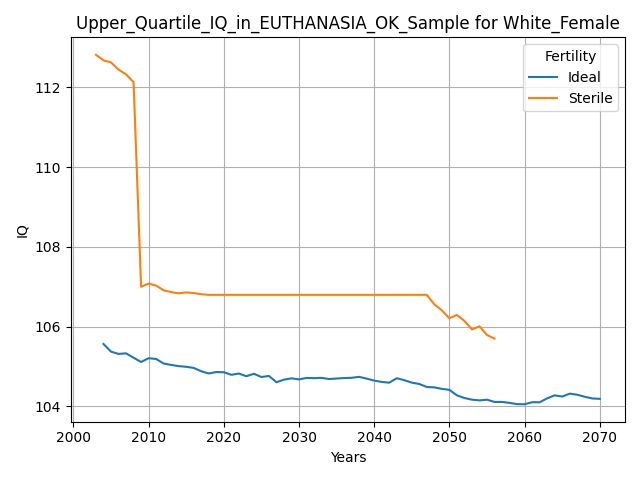 Upper_Quartile_IQ_in_EUTHANASIA_OK_Sample for White_Female
Fertility
Ideal
Sterile
112
110
108
106
104
IQ
2000
2010
2020
2030
2040
2050
2060
2070
Years